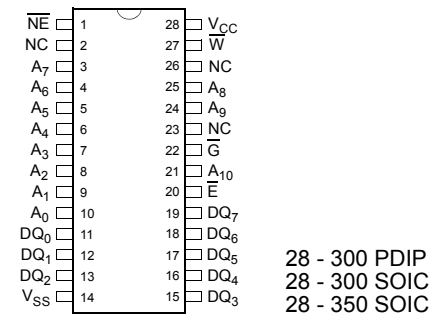 N̅E̅ 1 28 V_CC
NC 2 27 W̅
A₇ 3 26 NC
A₆ 4 25 A₈
A₅ 5 24 A₉
A₄ 6 23 NC
A₃ 7 22 G̅
A₂ 8 21 A₁₀
A₁ 9 20 E̅
A₀ 10 19 DQ₇
DQ₀ 11 18 DQ₆
DQ₁ 12 17 DQ₅
DQ₂ 13 16 DQ₄
V_SS 14 15 DQ₃
28 - 300 PDIP
28 - 300 SOIC
28 - 350 SOIC